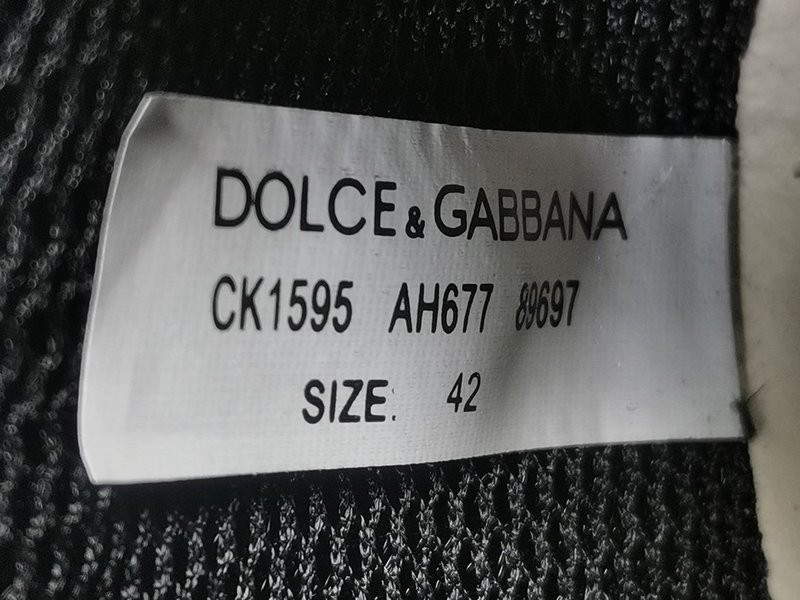 DOLCE & GABBANA
CK1595 AH677 89697
SIZE: 42